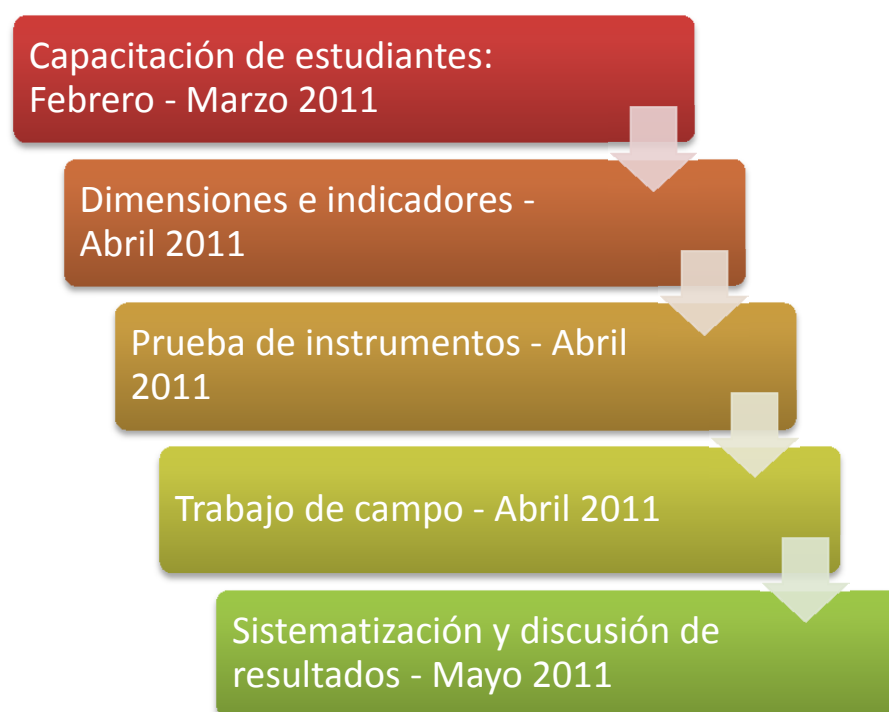 Capacitación de estudiantes:
Febrero - Marzo 2011
Dimensiones e indicadores -
Abril 2011
Prueba de instrumentos - Abril
2011
Trabajo de campo - Abril 2011
Sistematización y discusión de
resultados - Mayo 2011